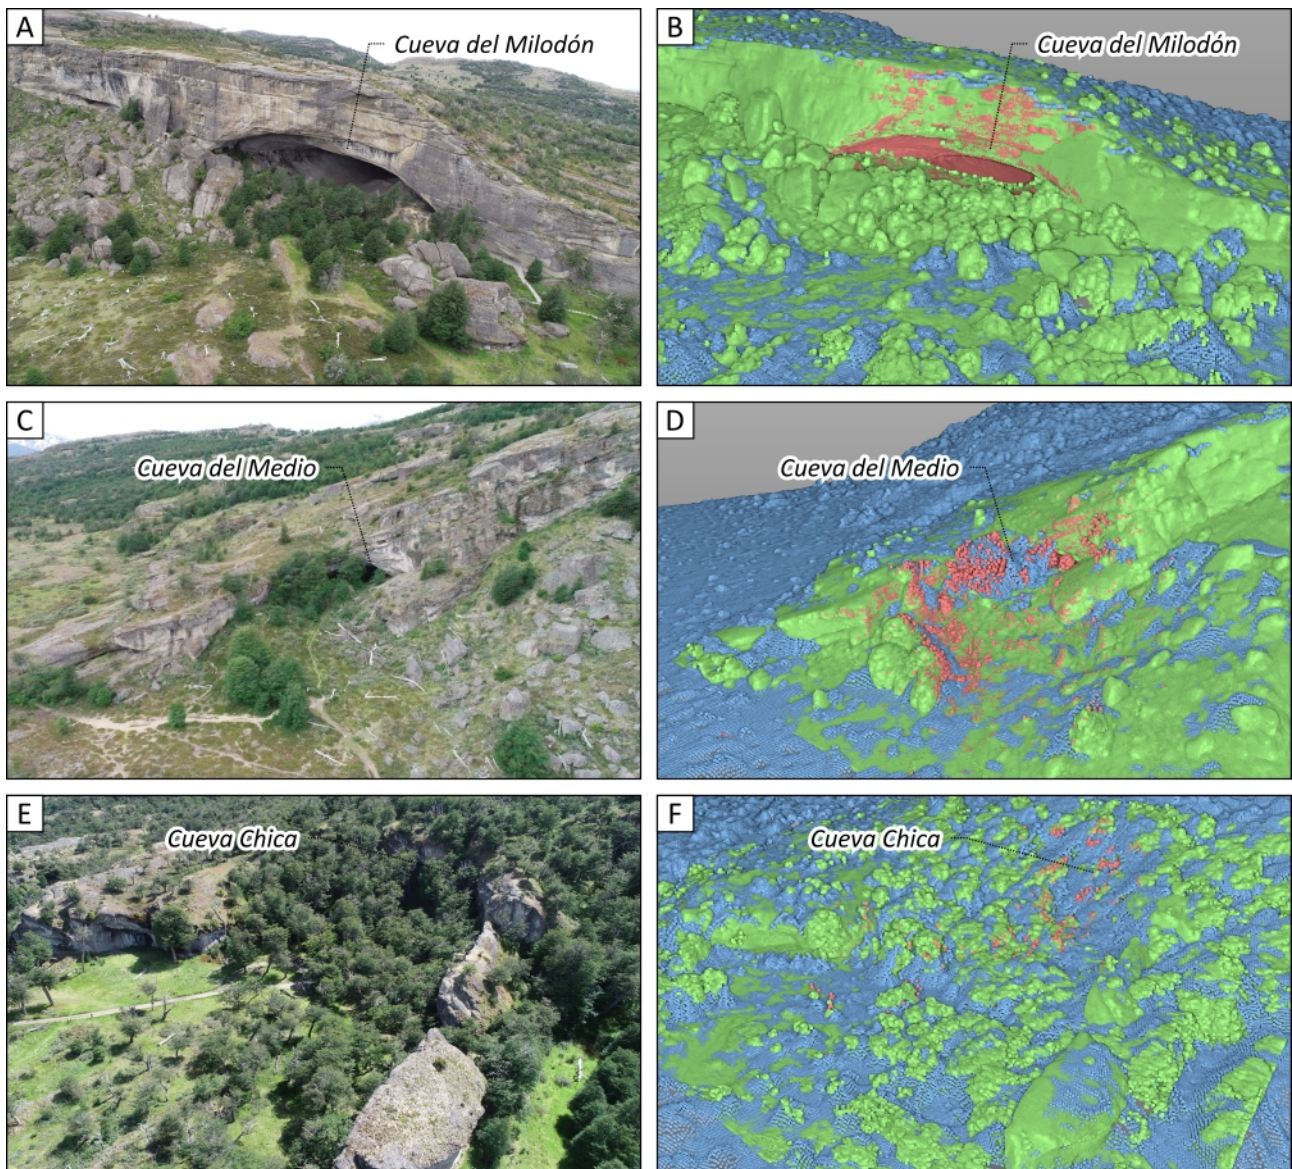 A
Cueva del Milodón
B
Cueva del Milodón
C
Cueva del Medio
D
Cueva del Medio
E
Cueva Chica
F
Cueva Chica